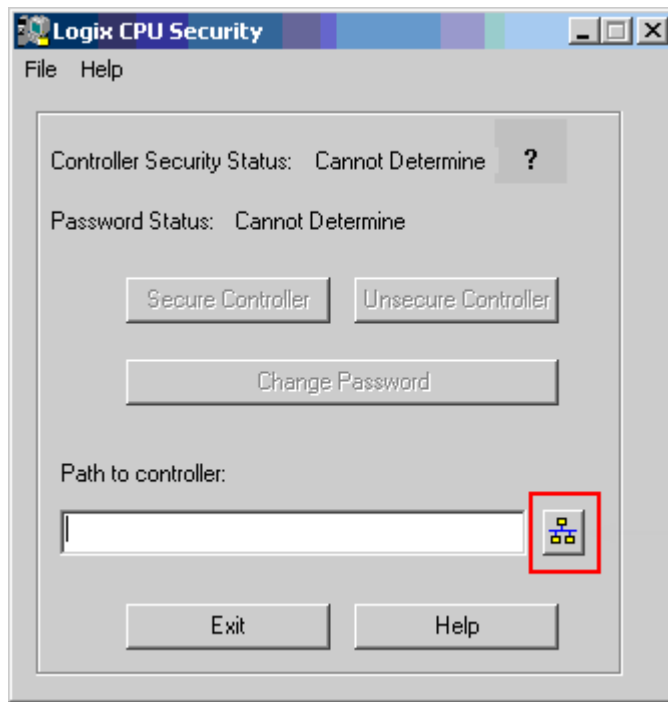 Logix CPU Security
File Help
Controller Security Status: Cannot Determine ?
Password Status: Cannot Determine
Secure Controller Unsecure Controller
Change Password
Path to controller:
Exit Help